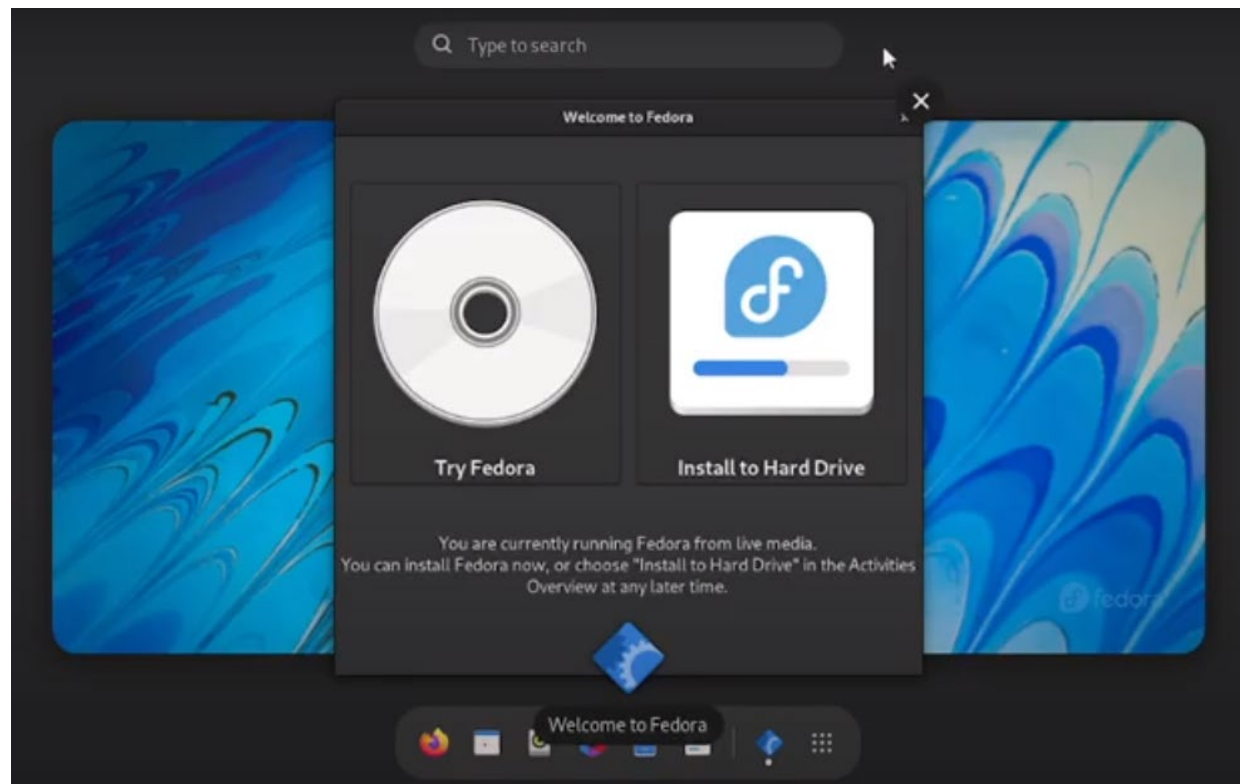 Type to search
Welcome to Fedora
Try Fedora
Install to Hard Drive
You are currently running Fedora from live media.
You can install Fedora now, or choose "Install to Hard Drive" in the Activities
Overview at any later time.
fedora
Welcome to Fedora